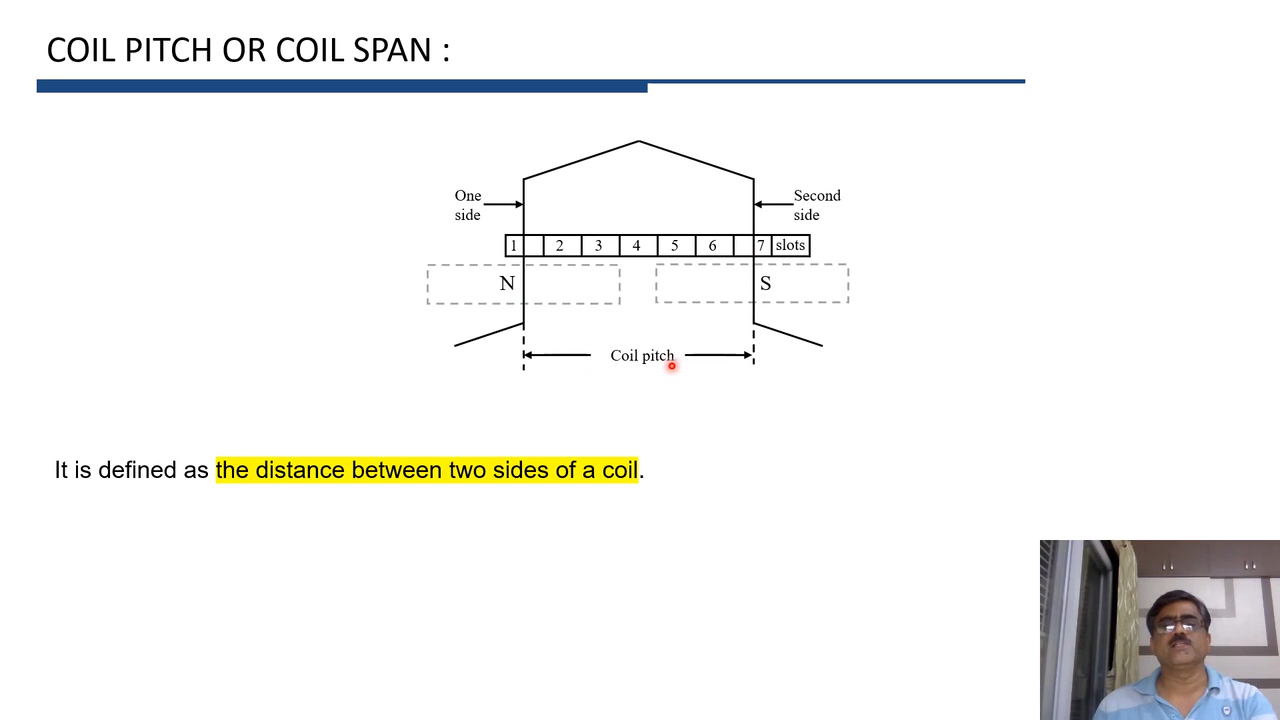 COIL PITCH OR COIL SPAN :
One
side
Second
side
1 2 3 4 5 6 7 slots
N S
Coil pitch
It is defined as the distance between two sides of a coil.